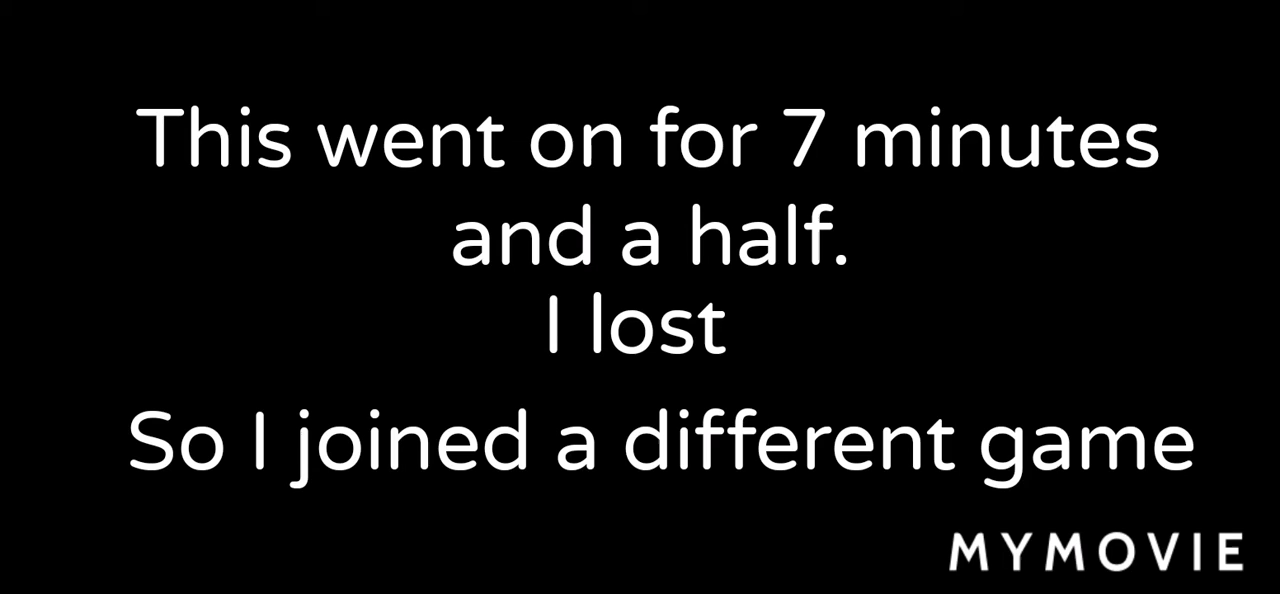 This went on for 7 minutes
and a half.
I lost
So I joined a different game
MYMOVIE